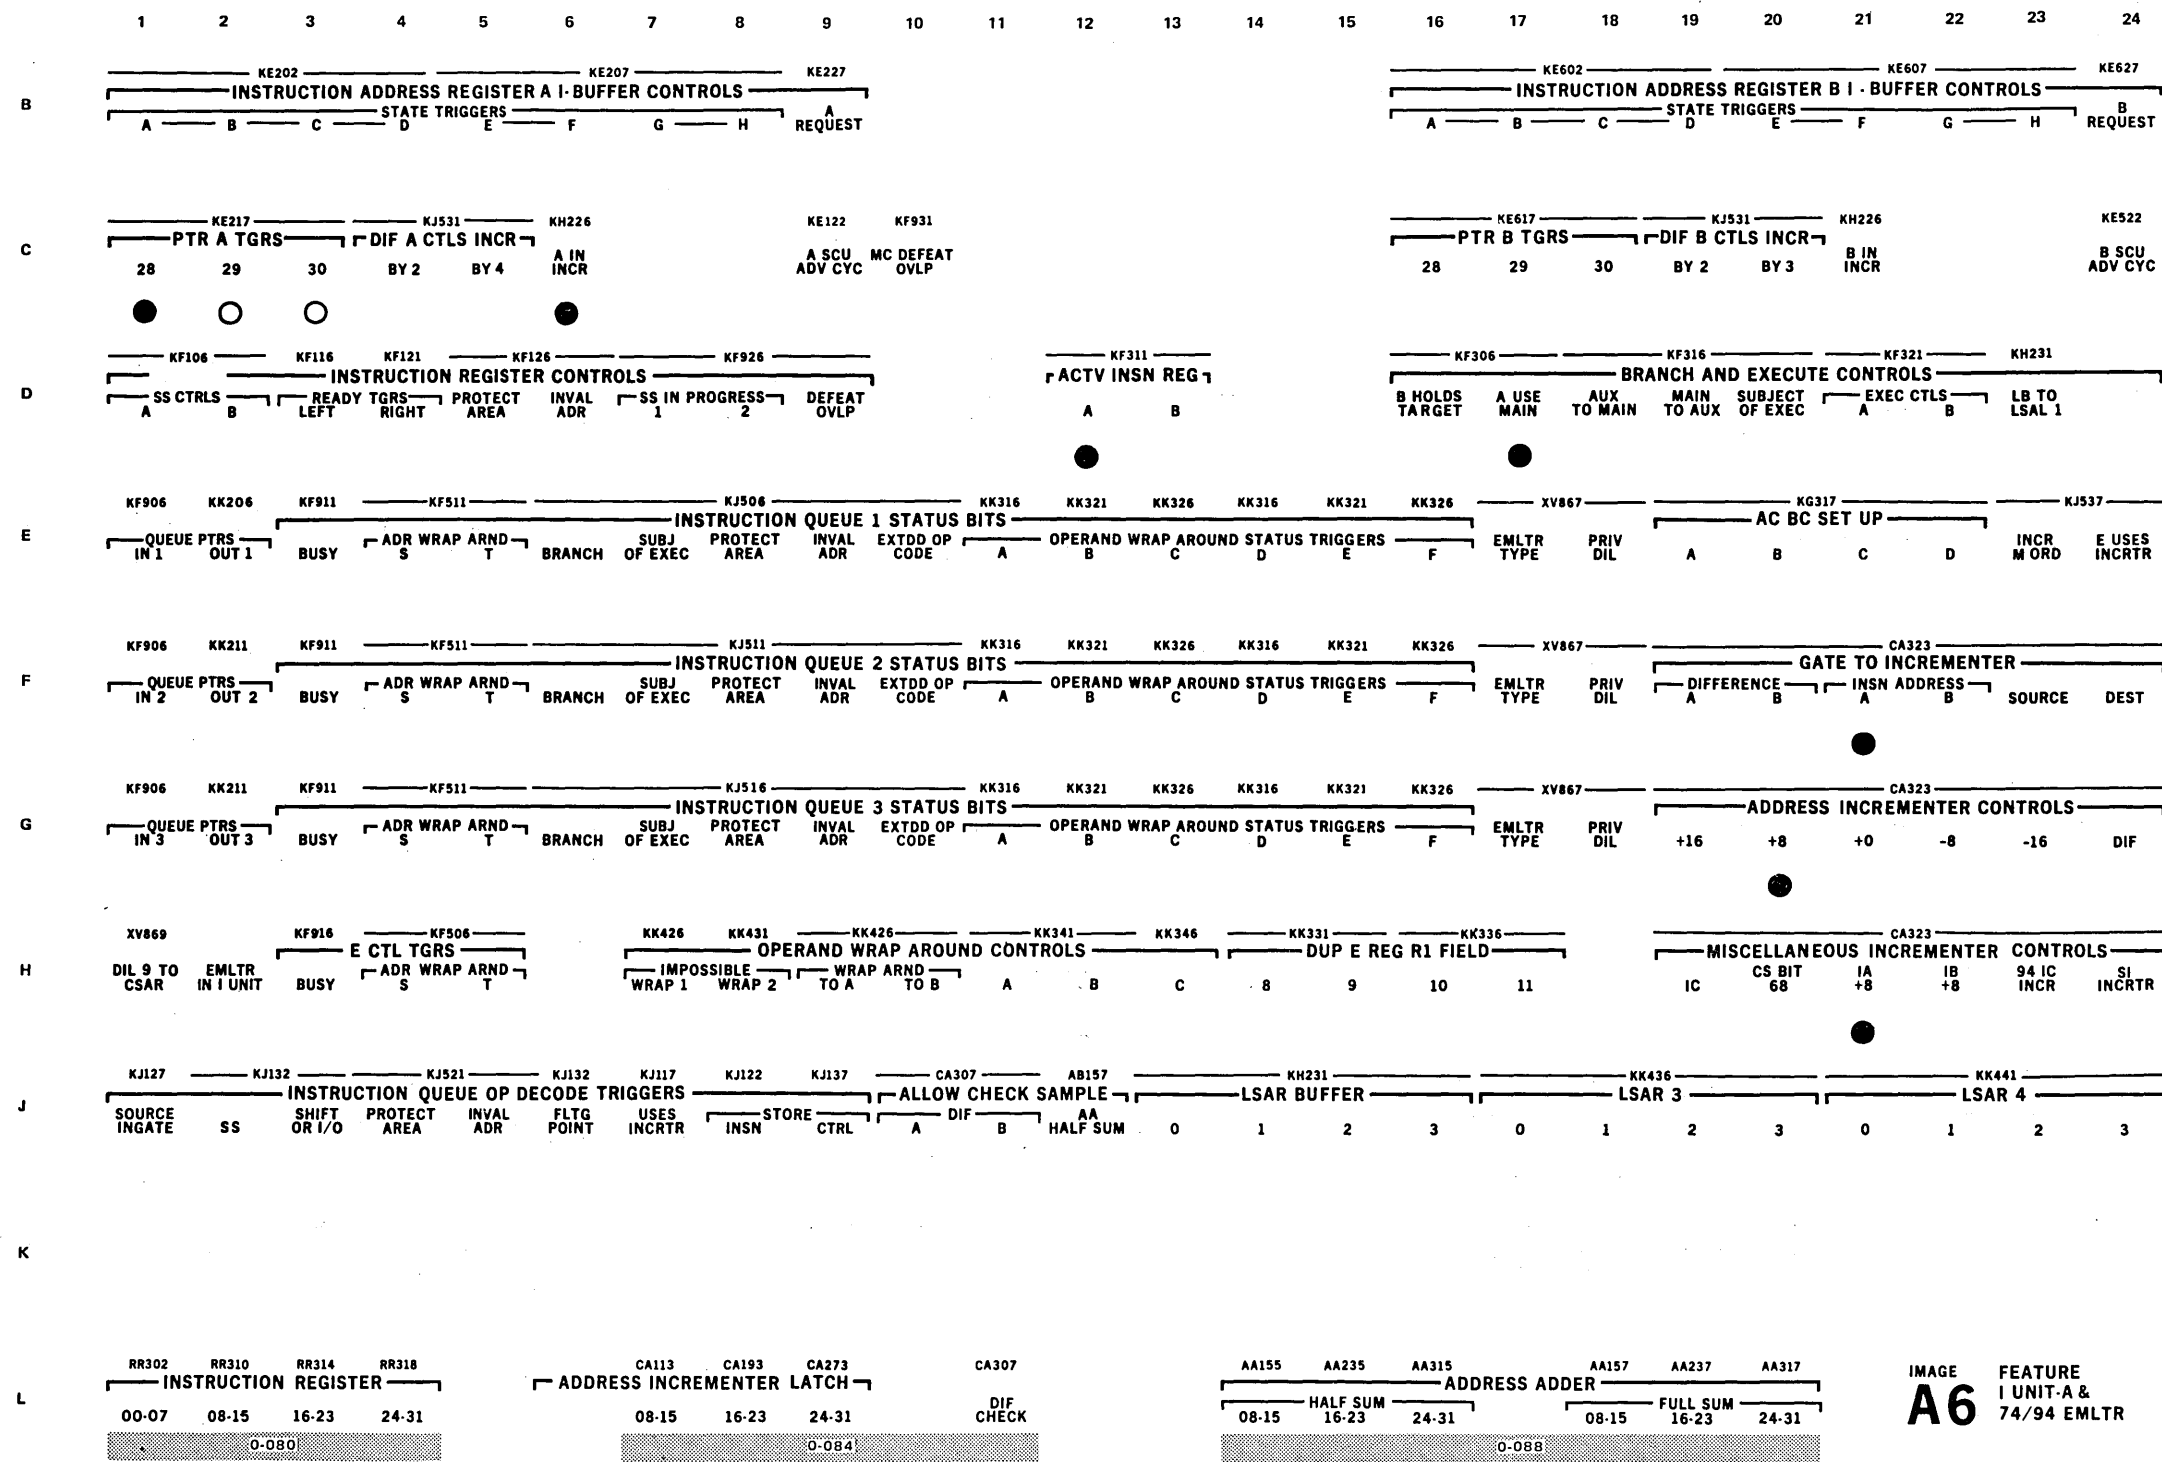 1 2 3 4 5 6 7 8 9 10 11 12 13 14 15 16 17 18 19 20 21 22 23 24
KE202 KE207 KE227 KE602 KE607 KE627
B INSTRUCTION ADDRESS REGISTER A I-BUFFER CONTROLS INSTRUCTION ADDRESS REGISTER B I - BUFFER CONTROLS
STATE TRIGGERS A STATE TRIGGERS B
A B C D E F G H REQUEST A B C D E F G H REQUEST
KE217 KJ531 KH226 KE122 KF931 KE617 KJ531 KH226 KE522
PTR A TGRS DIF A CTLS INCR PTR B TGRS DIF B CTLS INCR
C A IN A SCU MC DEFEAT B IN B SCU
28 29 30 BY 2 BY 4 INCR ADV CYC OVLP 28 29 30 BY 2 BY 3 INCR ADV CYC
KF106 KF116 KF121 KF126 KF926 KF311 KF306 KF316 KF321 KH231
INSTRUCTION REGISTER CONTROLS ACTV INSN REG BRANCH AND EXECUTE CONTROLS
D SS CTRLS READY TGRS PROTECT INVAL SS IN PROGRESS DEFEAT B HOLDS A USE AUX MAIN SUBJECT EXEC CTLS LB TO
A B LEFT RIGHT AREA ADR 1 2 OVLP A B TARGET MAIN TO MAIN TO AUX OF EXEC A B LSAL 1
KF906 KK206 KF911 KF511 KJ506 KK316 KK321 KK326 KK316 KK321 KK326 XV867 KG317 KJ537
INSTRUCTION QUEUE 1 STATUS BITS AC BC SET UP
E QUEUE PTRS ADR WRAP ARND SUBJ PROTECT INVAL EXTDD OP OPERAND WRAP AROUND STATUS TRIGGERS EMLTR PRIV INCR E USES
IN 1 OUT 1 BUSY S T BRANCH OF EXEC AREA ADR CODE A B C D E F TYPE DIL A B C D M ORD INCRTR
KF906 KK211 KF911 KF511 KJ511 KK316 KK321 KK326 KK316 KK321 KK326 XV867 CA323
INSTRUCTION QUEUE 2 STATUS BITS GATE TO INCREMENTER
F QUEUE PTRS ADR WRAP ARND SUBJ PROTECT INVAL EXTDD OP OPERAND WRAP AROUND STATUS TRIGGERS EMLTR PRIV DIFFERENCE INSN ADDRESS
IN 2 OUT 2 BUSY S T BRANCH OF EXEC AREA ADR CODE A B C D E F TYPE DIL A B A B SOURCE DEST
KF906 KK211 KF911 KF511 KJ516 KK316 KK321 KK326 KK316 KK321 KK326 XV867 CA323
INSTRUCTION QUEUE 3 STATUS BITS ADDRESS INCREMENTER CONTROLS
G QUEUE PTRS ADR WRAP ARND SUBJ PROTECT INVAL EXTDD OP OPERAND WRAP AROUND STATUS TRIGGERS EMLTR PRIV
IN 3 OUT 3 BUSY S T BRANCH OF EXEC AREA ADR CODE A B C D E F TYPE DIL +16 +8 +0 -8 -16 DIF
XV869 KF916 KF506 KK426 KK431 KK426 KK341 KK346 KK331 KK336 CA323
E CTL TGRS OPERAND WRAP AROUND CONTROLS DUP E REG R1 FIELD MISCELLANEOUS INCREMENTER CONTROLS
H DIL 9 TO EMLTR ADR WRAP ARND IMPOSSIBLE WRAP ARND CS BIT IA IB 94 IC SI
CSAR IN I UNIT BUSY S T WRAP 1 WRAP 2 TO A TO B A B C 8 9 10 11 IC 68 +8 +8 INCR INCRTR
KJ127 KJ132 KJ521 KJ132 KJ117 KJ122 KJ137 CA307 AB157 KH231 KK436 KK441
INSTRUCTION QUEUE OP DECODE TRIGGERS ALLOW CHECK SAMPLE LSAR BUFFER LSAR 3 LSAR 4
J SOURCE SHIFT PROTECT INVAL FLTG USES STORE DIF AA
INGATE SS OR I/O AREA ADR POINT INCRTR INSN CTRL A B HALF SUM 0 1 2 3 0 1 2 3 0 1 2 3
K
RR302 RR310 RR314 RR318 CA113 CA193 CA273 CA307 AA155 AA235 AA315 AA157 AA237 AA317
INSTRUCTION REGISTER ADDRESS INCREMENTER LATCH ADDRESS ADDER
L DIF HALF SUM FULL SUM
00-07 08-15 16-23 24-31 08-15 16-23 24-31 CHECK 08-15 16-23 24-31 08-15 16-23 24-31
0-080 0-084 0-088
IMAGE
A6
FEATURE
I UNIT-A &
74/94 EMLTR